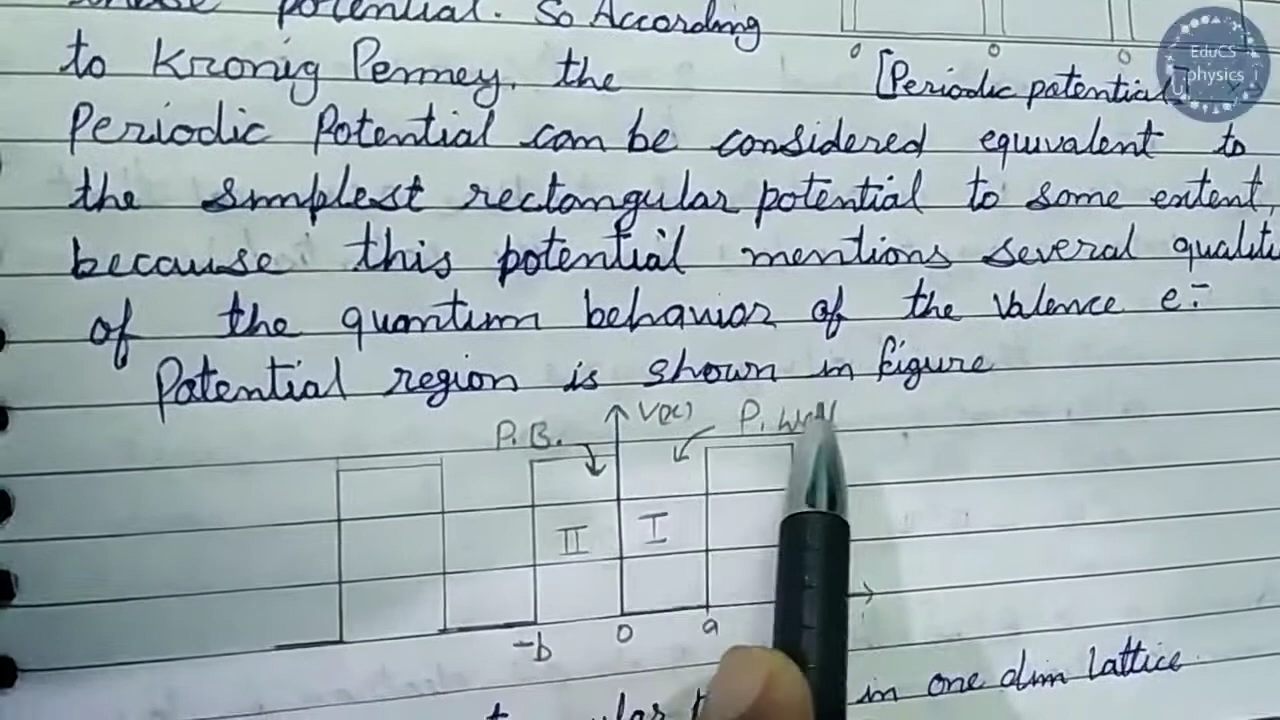 potential. So According
to Kronig Penney, the
[Periodic potential]
EduCS
physics
Periodic Potential can be considered equivalent to
the simplest rectangular potential to some extent,
because this potential mentions several
of the quantum behavior of the Valence e-
Potential region is shown in figure
P.B. V(x) P. Well
II I
-b 0 a
in one dim lattice